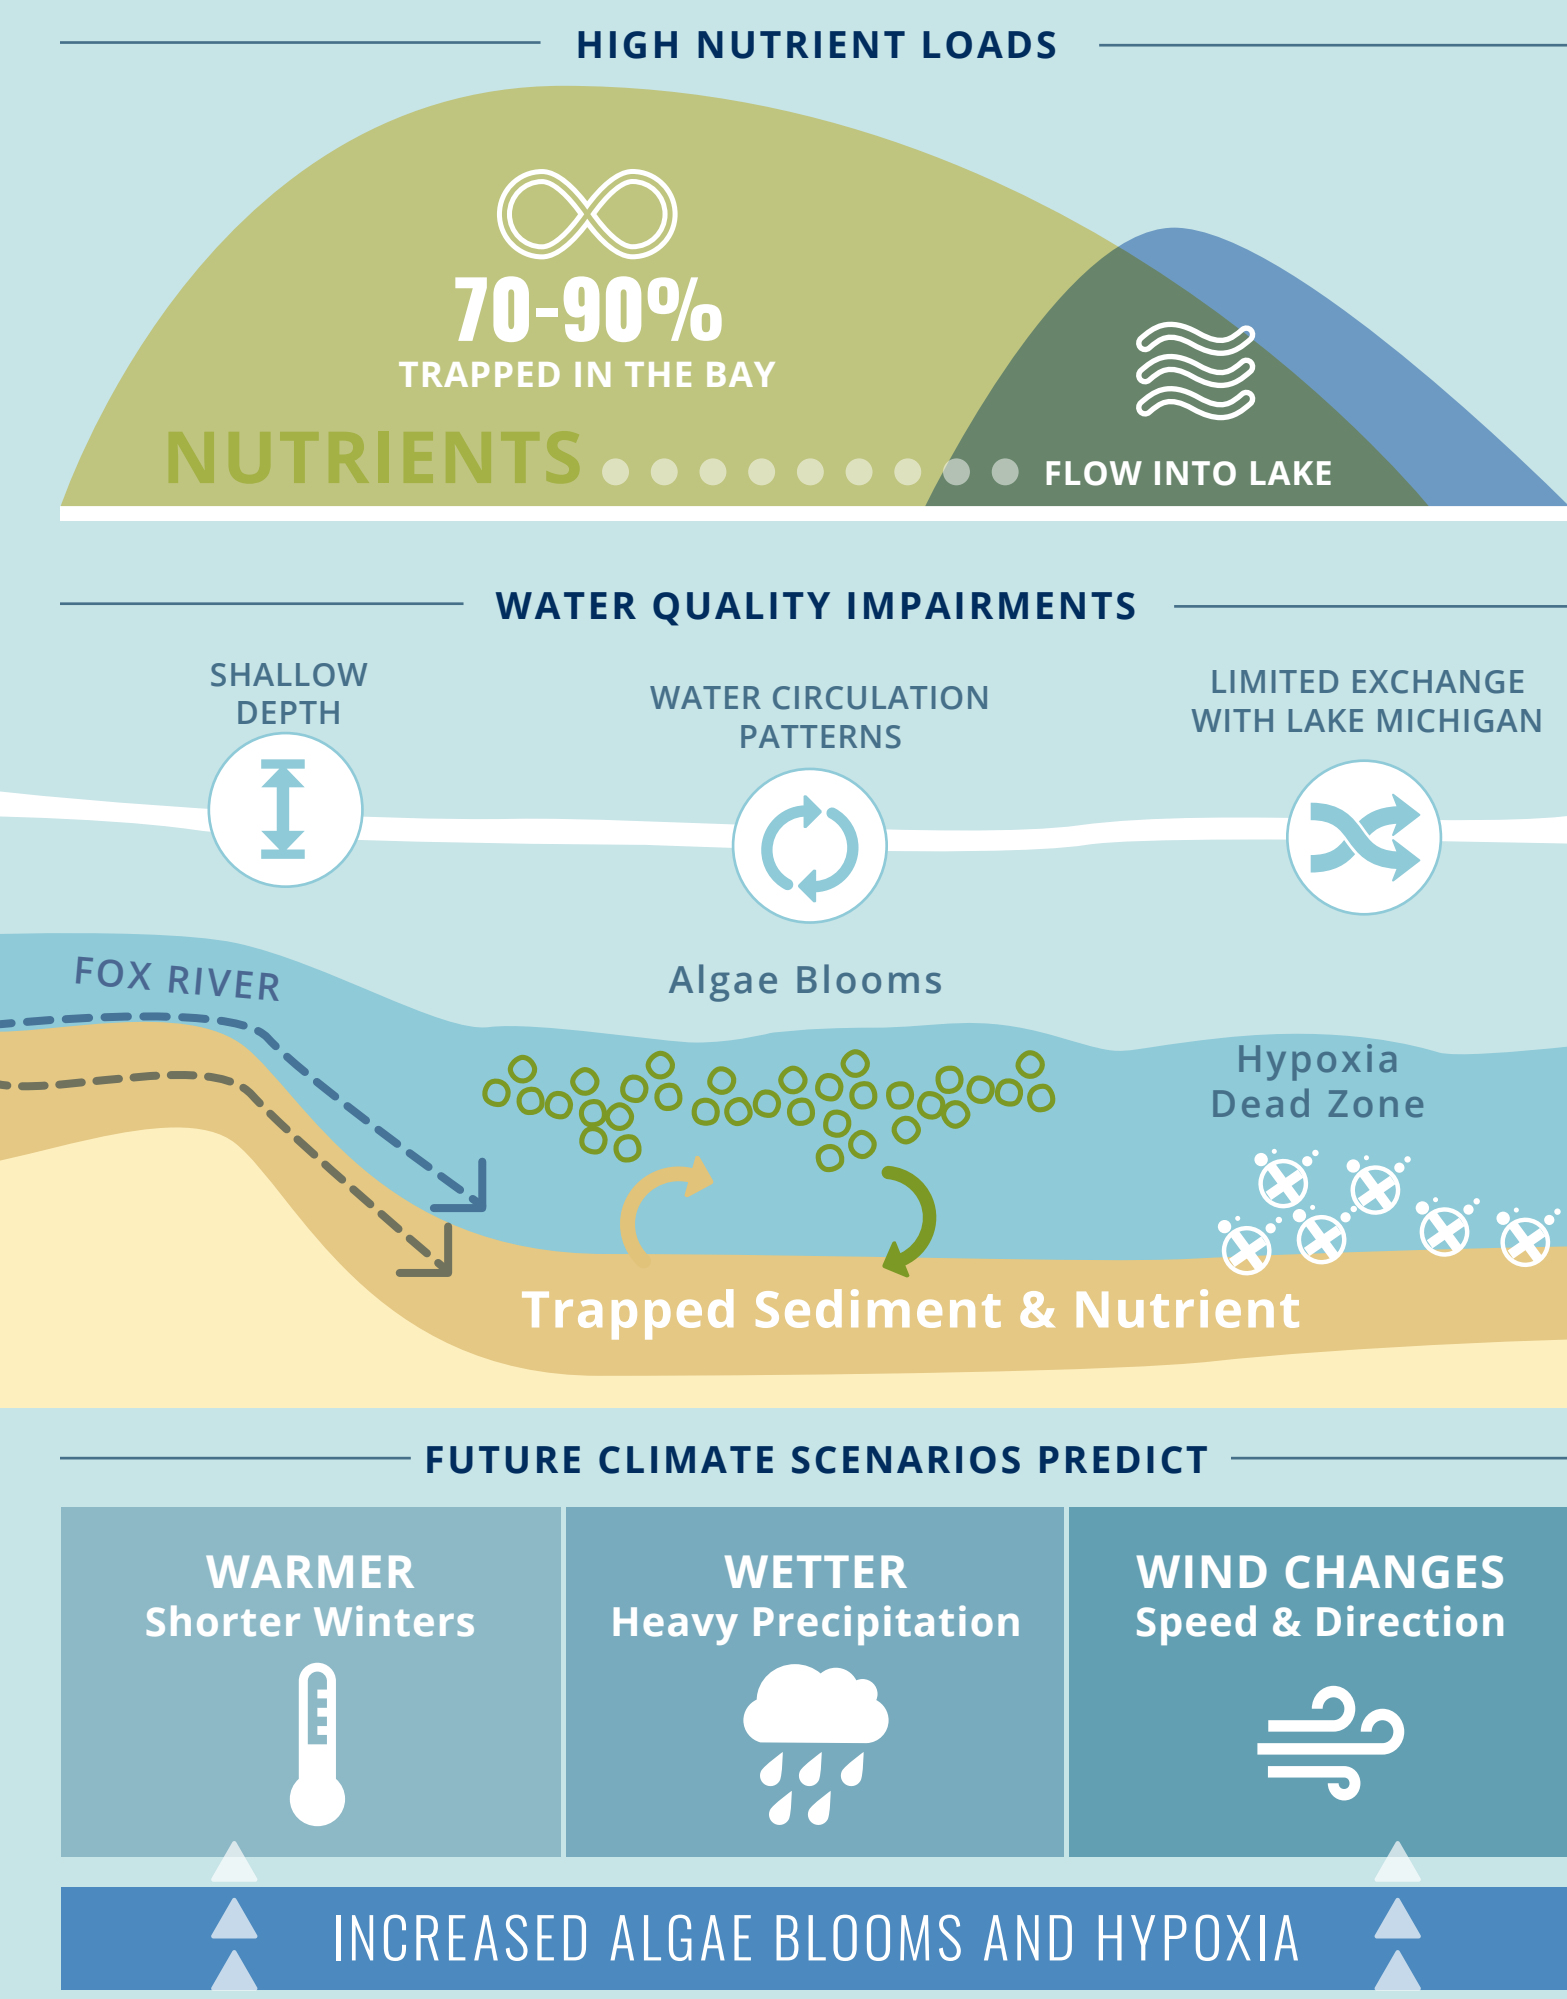 HIGH NUTRIENT LOADS
70-90%
TRAPPED IN THE BAY
NUTRIENTS
FLOW INTO LAKE
WATER QUALITY IMPAIRMENTS
SHALLOW
DEPTH
WATER CIRCULATION
PATTERNS
LIMITED EXCHANGE
WITH LAKE MICHIGAN
FOX RIVER
Algae Blooms
Hypoxia
Dead Zone
Trapped Sediment & Nutrient
FUTURE CLIMATE SCENARIOS PREDICT
WARMER
Shorter Winters
WETTER
Heavy Precipitation
WIND CHANGES
Speed & Direction
INCREASED ALGAE BLOOMS AND HYPOXIA